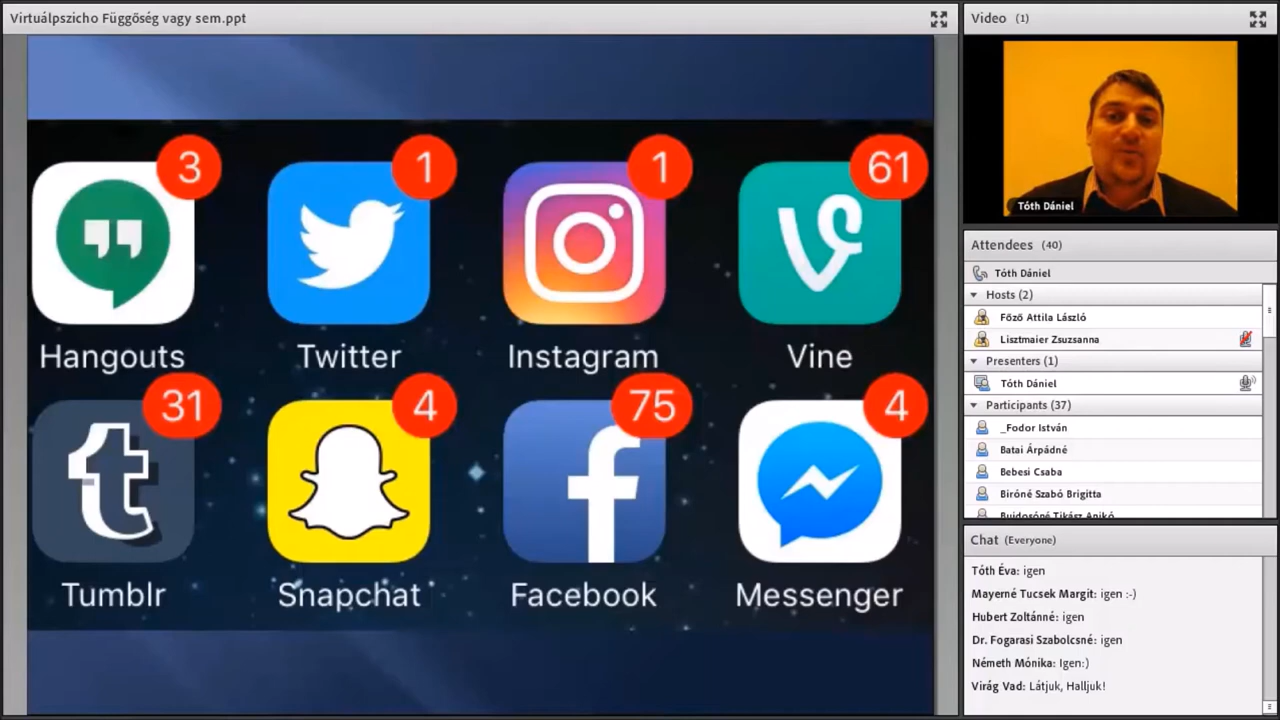 Virtuálpszicho Függőség vagy sem.ppt
3
1
1
61
Hangouts
Twitter
Instagram
Vine
31
4
75
4
Tumblr
Snapchat
Facebook
Messenger
Video (1)
Tóth Dániel
Attendees (40)
Tóth Dániel
Hosts (2)
Főző Attila László
Lisztmaier Zsuzsanna
Presenters (1)
Tóth Dániel
Participants (37)
_Fodor István
Batai Árpádné
Bebesi Csaba
Biróné Szabó Brigitta
Bujdosóné Tikász Anikó
Chat (Everyone)
Tóth Éva: igen
Mayerné Tucsek Margit: igen :-)
Hubert Zoltánné: igen
Dr. Fogarasi Szabolcsné: igen
Németh Mónika: Igen:)
Virág Vad: Látjuk, Halljuk!